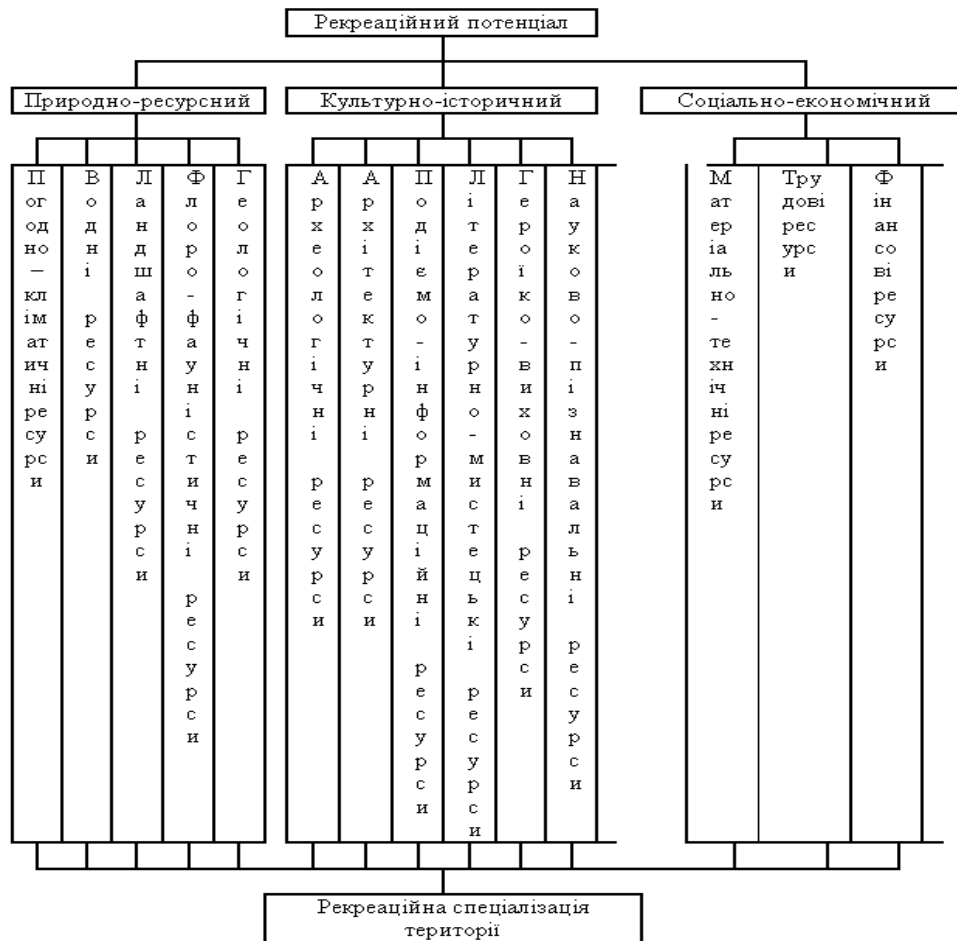 Рекреаційний потенціал
Природно-ресурсний
Культурно-історичний
Соціально-економічний
Погодно–кліматичні ресурси
Водні ресурси
Ландшафтні ресурси
Флоро-фауністичні ресурси
Геологічні ресурси
Археологічні ресурси
Архітектурні ресурси
Подіємо-інформаційні ресурси
Літературно-мистецькі ресурси
Героїко-виховні ресурси
Науково-пізнавальні ресурси
Матеріально-технічні ресурси
Трудові ресурси
Фінансові ресурси
Рекреаційна спеціалізація
території